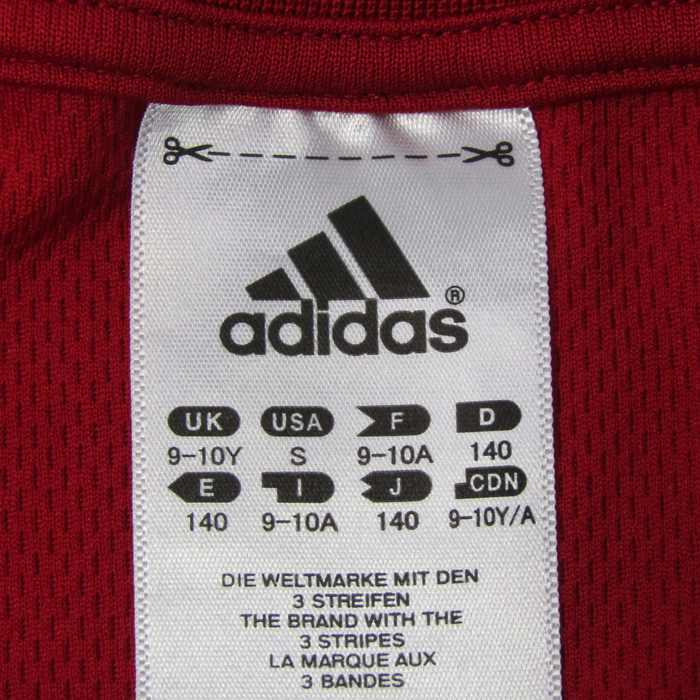 adidas®
UK USA F D
9-10Y S 9-10A 140
E I J CDN
140 9-10A 140 9-10Y/A
DIE WELTMARKE MIT DEN
3 STREIFEN
THE BRAND WITH THE
3 STRIPES
LA MARQUE AUX
3 BANDES